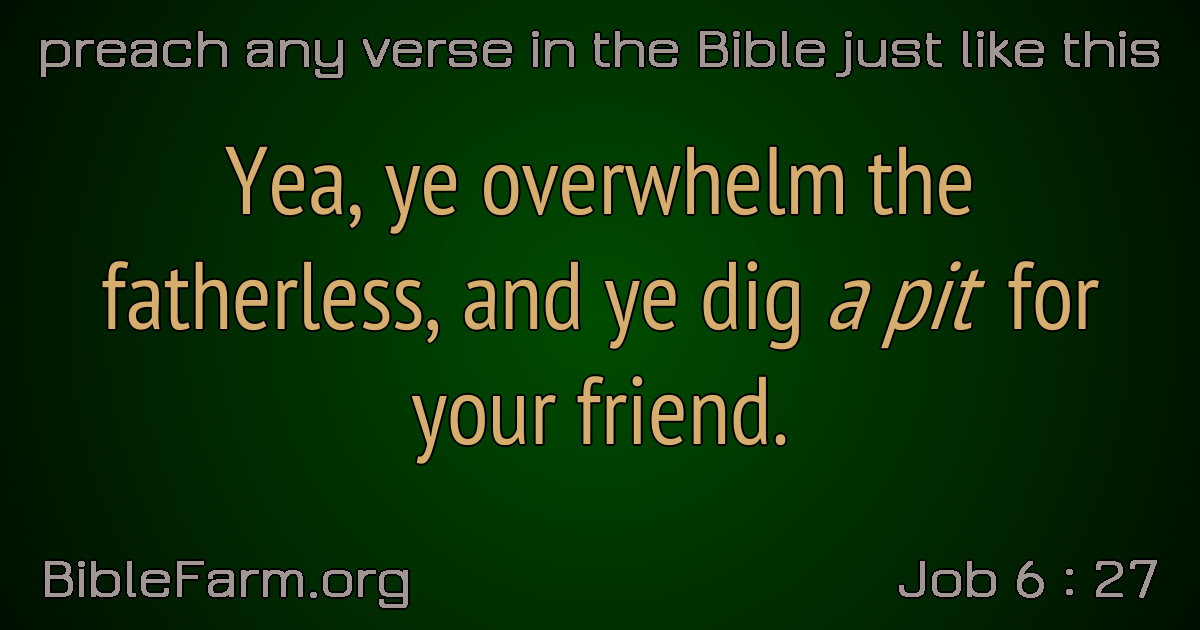 preach any verse in the Bible just like this
Yea, ye overwhelm the
fatherless, and ye dig a pit for
your friend.
BibleFarm.org
Job 6 : 27